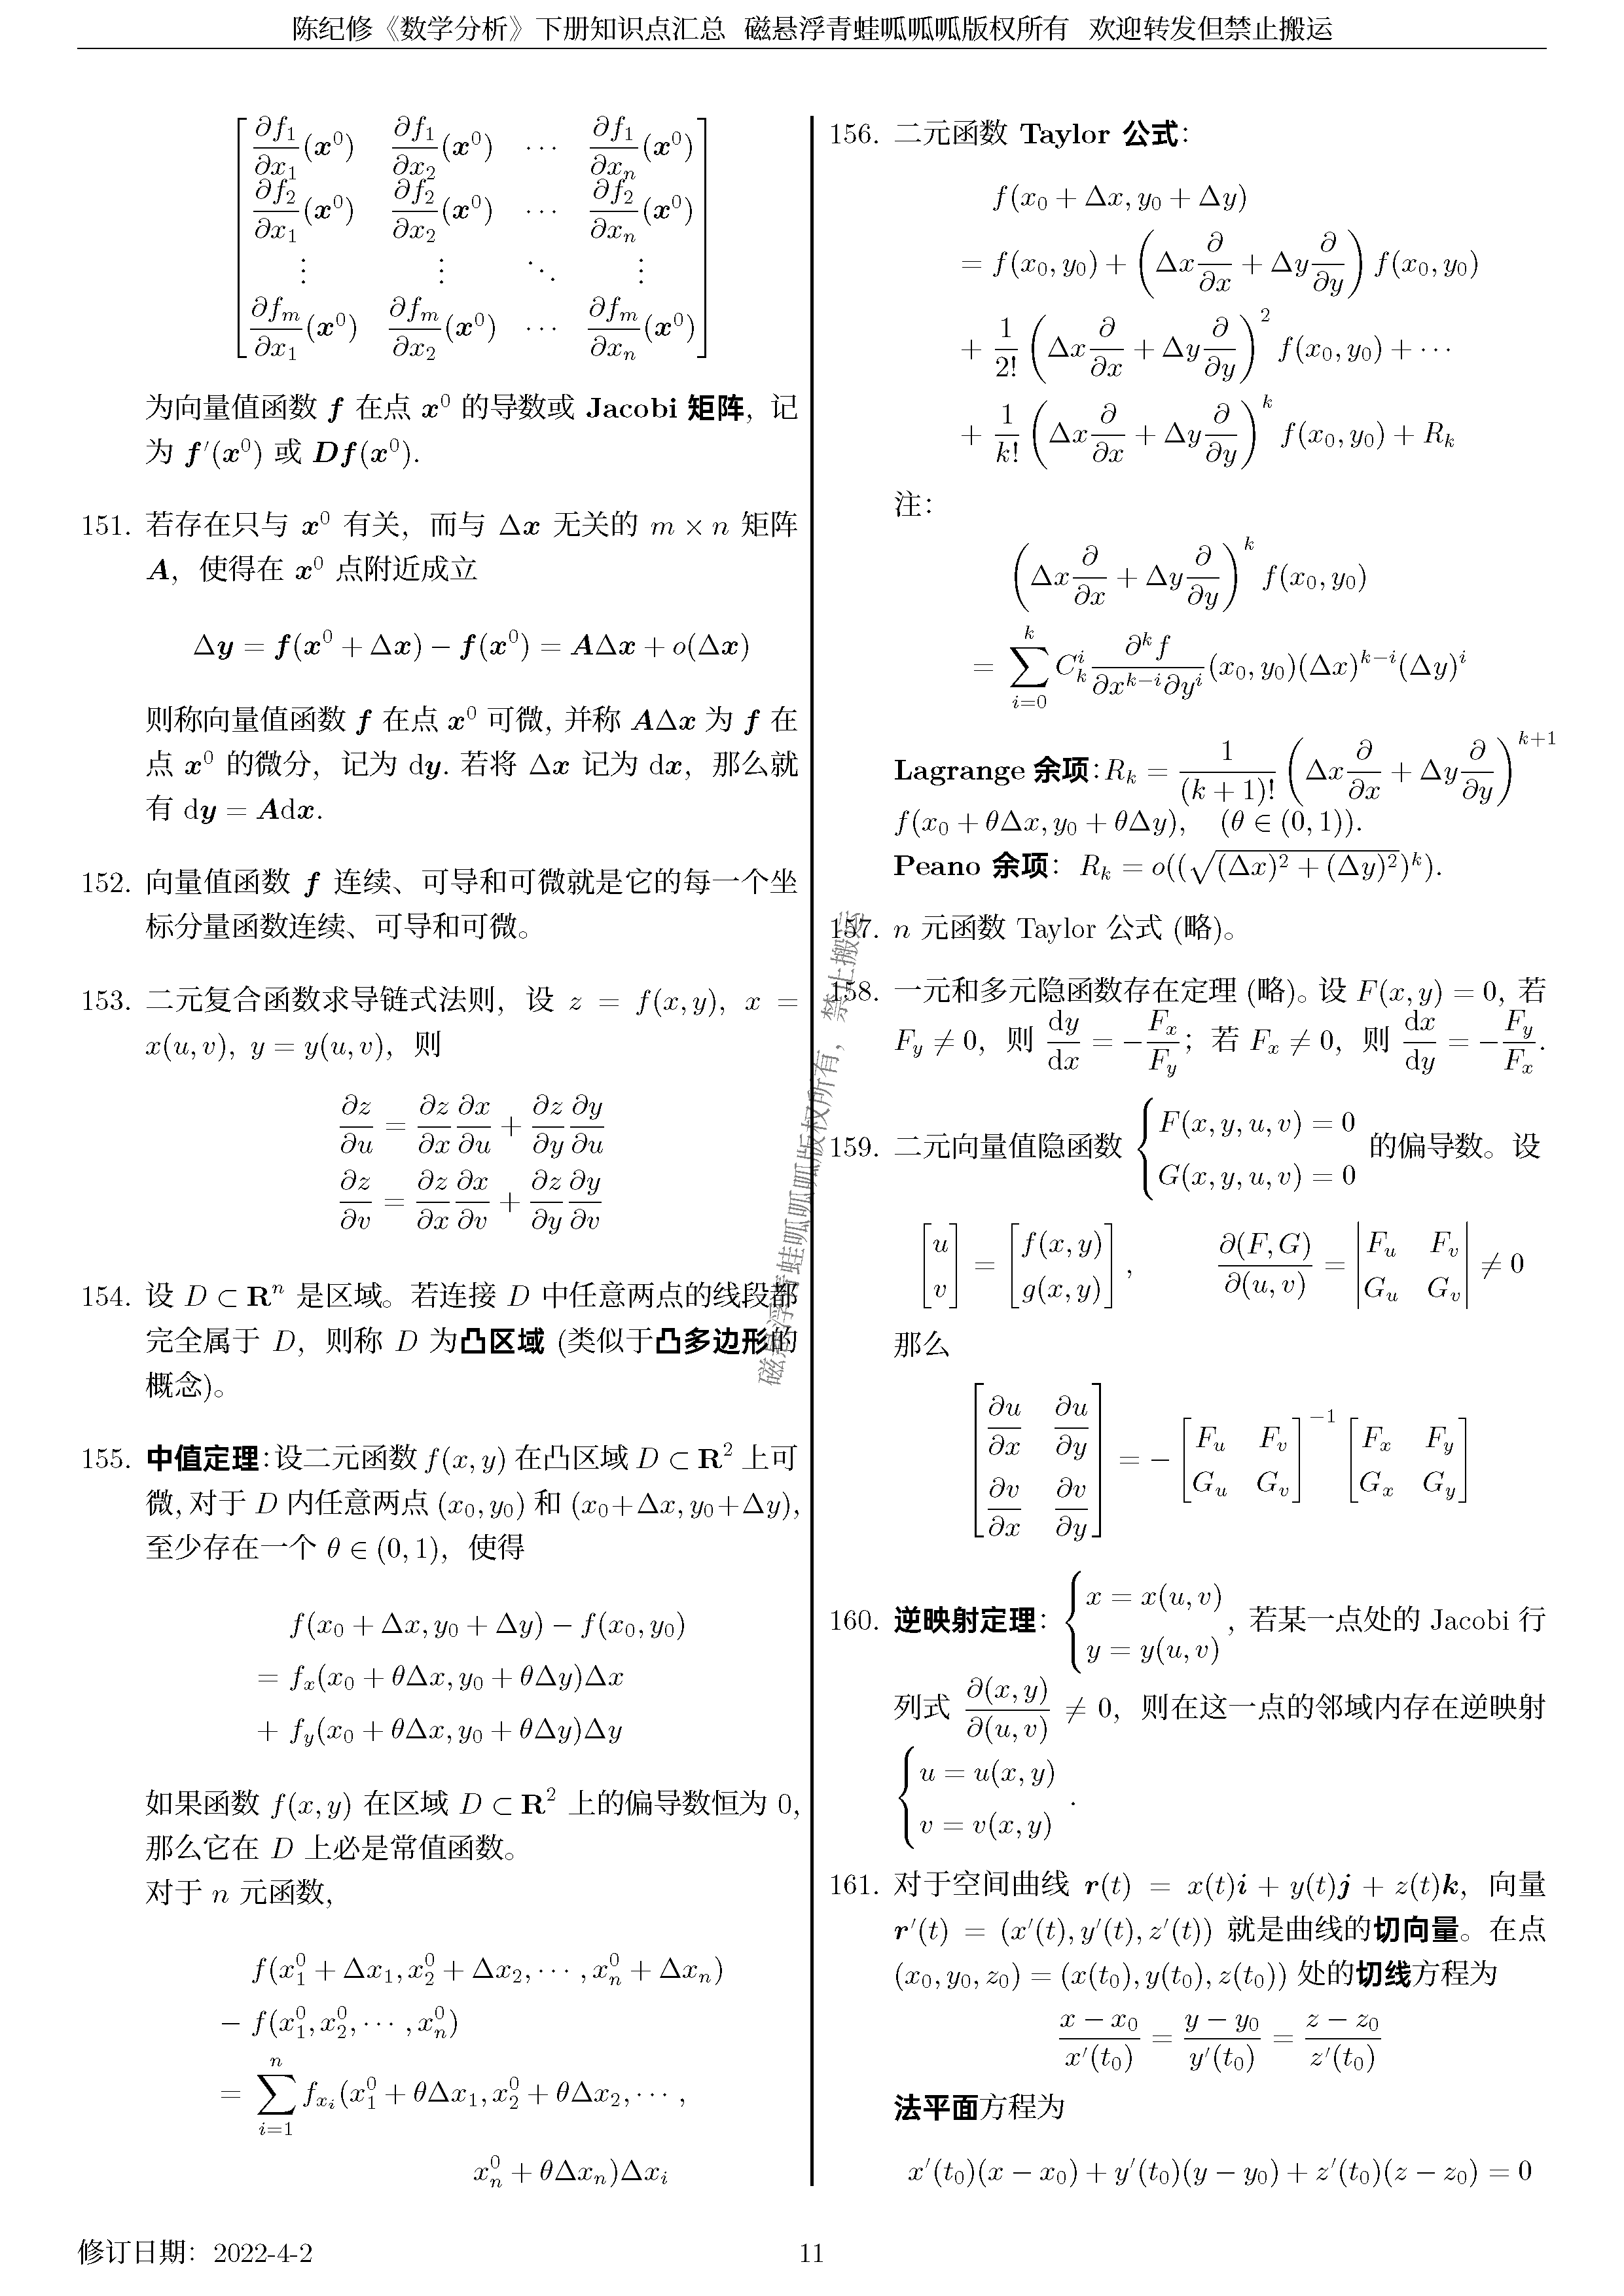 陈纪修《数学分析》下册知识点汇总 磁悬浮青蛙呱呱呱版权所有 欢迎转发但禁止搬运
$$\begin{bmatrix} \dfrac{\partial f_1}{\partial x_1}(\boldsymbol{x}^0) & \dfrac{\partial f_1}{\partial x_2}(\boldsymbol{x}^0) & \cdots & \dfrac{\partial f_1}{\partial x_n}(\boldsymbol{x}^0) \\ \dfrac{\partial f_2}{\partial x_1}(\boldsymbol{x}^0) & \dfrac{\partial f_2}{\partial x_2}(\boldsymbol{x}^0) & \cdots & \dfrac{\partial f_2}{\partial x_n}(\boldsymbol{x}^0) \\ \vdots & \vdots & \ddots & \vdots \\ \dfrac{\partial f_m}{\partial x_1}(\boldsymbol{x}^0) & \dfrac{\partial f_m}{\partial x_2}(\boldsymbol{x}^0) & \cdots & \dfrac{\partial f_m}{\partial x_n}(\boldsymbol{x}^0) \end{bmatrix}$$
为向量值函数 $\boldsymbol{f}$ 在点 $\boldsymbol{x}^0$ 的导数或 Jacobi 矩阵，记
为 $\boldsymbol{f}'(\boldsymbol{x}^0)$ 或 $\boldsymbol{D}\boldsymbol{f}(\boldsymbol{x}^0)$.
151. 若存在只与 $\boldsymbol{x}^0$ 有关，而与 $\Delta\boldsymbol{x}$ 无关的 $m \times n$ 矩阵
$\boldsymbol{A}$，使得在 $\boldsymbol{x}^0$ 点附近成立
$$\Delta\boldsymbol{y} = \boldsymbol{f}(\boldsymbol{x}^0 + \Delta\boldsymbol{x}) - \boldsymbol{f}(\boldsymbol{x}^0) = \boldsymbol{A}\Delta\boldsymbol{x} + o(\Delta\boldsymbol{x})$$
则称向量值函数 $\boldsymbol{f}$ 在点 $\boldsymbol{x}^0$ 可微, 并称 $\boldsymbol{A}\Delta\boldsymbol{x}$ 为 $\boldsymbol{f}$ 在
点 $\boldsymbol{x}^0$ 的微分，记为 $\mathrm{d}\boldsymbol{y}$. 若将 $\Delta\boldsymbol{x}$ 记为 $\mathrm{d}\boldsymbol{x}$，那么就
有 $\mathrm{d}\boldsymbol{y} = \boldsymbol{A}\mathrm{d}\boldsymbol{x}$.
152. 向量值函数 $\boldsymbol{f}$ 连续、可导和可微就是它的每一个坐
标分量函数连续、可导和可微。
153. 二元复合函数求导链式法则，设 $z = f(x, y)$, $x =$
$x(u, v)$, $y = y(u, v)$，则
$$\frac{\partial z}{\partial u} = \frac{\partial z}{\partial x}\frac{\partial x}{\partial u} + \frac{\partial z}{\partial y}\frac{\partial y}{\partial u}$$
$$\frac{\partial z}{\partial v} = \frac{\partial z}{\partial x}\frac{\partial x}{\partial v} + \frac{\partial z}{\partial y}\frac{\partial y}{\partial v}$$
154. 设 $D \subset \mathbf{R}^n$ 是区域。若连接 $D$ 中任意两点的线段都
完全属于 $D$，则称 $D$ 为凸区域 (类似于凸多边形的
概念)。
155. 中值定理：设二元函数 $f(x, y)$ 在凸区域 $D \subset \mathbf{R}^2$ 上可
微, 对于 $D$ 内任意两点 $(x_0, y_0)$ 和 $(x_0+\Delta x, y_0+\Delta y)$,
至少存在一个 $\theta \in (0, 1)$，使得
$$f(x_0 + \Delta x, y_0 + \Delta y) - f(x_0, y_0)$$
$$= f_x(x_0 + \theta\Delta x, y_0 + \theta\Delta y)\Delta x$$
$$+ f_y(x_0 + \theta\Delta x, y_0 + \theta\Delta y)\Delta y$$
如果函数 $f(x, y)$ 在区域 $D \subset \mathbf{R}^2$ 上的偏导数恒为 0,
那么它在 $D$ 上必是常值函数。
对于 $n$ 元函数,
$$f(x_1^0 + \Delta x_1, x_2^0 + \Delta x_2, \cdots, x_n^0 + \Delta x_n)$$
$$- f(x_1^0, x_2^0, \cdots, x_n^0)$$
$$= \sum_{i=1}^{n} f_{x_i}(x_1^0 + \theta\Delta x_1, x_2^0 + \theta\Delta x_2, \cdots,$$
$$x_n^0 + \theta\Delta x_n)\Delta x_i$$
156. 二元函数 Taylor 公式：
$$f(x_0 + \Delta x, y_0 + \Delta y)$$
$$= f(x_0, y_0) + \left(\Delta x\frac{\partial}{\partial x} + \Delta y\frac{\partial}{\partial y}\right) f(x_0, y_0)$$
$$+ \frac{1}{2!}\left(\Delta x\frac{\partial}{\partial x} + \Delta y\frac{\partial}{\partial y}\right)^2 f(x_0, y_0) + \cdots$$
$$+ \frac{1}{k!}\left(\Delta x\frac{\partial}{\partial x} + \Delta y\frac{\partial}{\partial y}\right)^k f(x_0, y_0) + R_k$$
注：
$$\left(\Delta x\frac{\partial}{\partial x} + \Delta y\frac{\partial}{\partial y}\right)^k f(x_0, y_0)$$
$$= \sum_{i=0}^{k} C_k^i \frac{\partial^k f}{\partial x^{k-i}\partial y^i}(x_0, y_0)(\Delta x)^{k-i}(\Delta y)^i$$
Lagrange 余项：$R_k = \dfrac{1}{(k+1)!}\left(\Delta x\dfrac{\partial}{\partial x} + \Delta y\dfrac{\partial}{\partial y}\right)^{k+1}$
$f(x_0 + \theta\Delta x, y_0 + \theta\Delta y), \quad (\theta \in (0, 1))$.
Peano 余项：$R_k = o((\sqrt{(\Delta x)^2 + (\Delta y)^2})^k)$.
157. $n$ 元函数 Taylor 公式 (略)。
158. 一元和多元隐函数存在定理 (略)。设 $F(x, y) = 0$, 若
$F_y \neq 0$，则 $\dfrac{\mathrm{d}y}{\mathrm{d}x} = -\dfrac{F_x}{F_y}$；若 $F_x \neq 0$，则 $\dfrac{\mathrm{d}x}{\mathrm{d}y} = -\dfrac{F_y}{F_x}$.
159. 二元向量值隐函数 $\begin{cases} F(x, y, u, v) = 0 \\ G(x, y, u, v) = 0 \end{cases}$ 的偏导数。设
$$\begin{bmatrix} u \\ v \end{bmatrix} = \begin{bmatrix} f(x, y) \\ g(x, y) \end{bmatrix}, \quad \frac{\partial(F, G)}{\partial(u, v)} = \begin{vmatrix} F_u & F_v \\ G_u & G_v \end{vmatrix} \neq 0$$
那么
$$\begin{bmatrix} \dfrac{\partial u}{\partial x} & \dfrac{\partial u}{\partial y} \\ \dfrac{\partial v}{\partial x} & \dfrac{\partial v}{\partial y} \end{bmatrix} = -\begin{bmatrix} F_u & F_v \\ G_u & G_v \end{bmatrix}^{-1} \begin{bmatrix} F_x & F_y \\ G_x & G_y \end{bmatrix}$$
160. 逆映射定理：$\begin{cases} x = x(u, v) \\ y = y(u, v) \end{cases}$, 若某一点处的 Jacobi 行
列式 $\dfrac{\partial(x, y)}{\partial(u, v)} \neq 0$，则在这一点的邻域内存在逆映射
$\begin{cases} u = u(x, y) \\ v = v(x, y) \end{cases}$.
161. 对于空间曲线 $\boldsymbol{r}(t) = x(t)\boldsymbol{i} + y(t)\boldsymbol{j} + z(t)\boldsymbol{k}$，向量
$\boldsymbol{r}'(t) = (x'(t), y'(t), z'(t))$ 就是曲线的切向量。在点
$(x_0, y_0, z_0) = (x(t_0), y(t_0), z(t_0))$ 处的切线方程为
$$\frac{x - x_0}{x'(t_0)} = \frac{y - y_0}{y'(t_0)} = \frac{z - z_0}{z'(t_0)}$$
法平面方程为
$$x'(t_0)(x - x_0) + y'(t_0)(y - y_0) + z'(t_0)(z - z_0) = 0$$
磁悬浮青蛙呱呱呱版权所有，禁止搬运
修订日期：2022-4-2
11